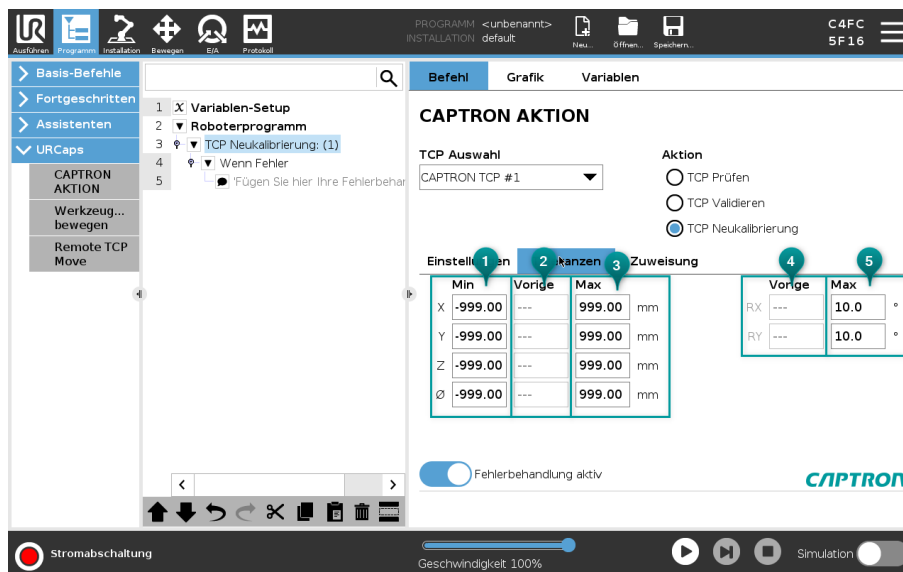 PROGRAMM <unbenannt>
INSTALLATION default
C4FC
5F16
Ausführen Programm Installation Bewegen E/A Protokoll
Neu... Öffnen... Speichern...
Basis-Befehle
Fortgeschritten
Assistenten
URCaps
CAPTRON
AKTION
Werkzeug...
bewegen
Remote TCP
Move
1 X Variablen-Setup
2 Roboterprogramm
3 TCP Neukalibrierung: (1)
4 Wenn Fehler
5 'Fügen Sie hier Ihre Fehlerbehar
Befehl Grafik Variablen
CAPTRON AKTION
TCP Auswahl
CAPTRON TCP #1
Aktion
TCP Prüfen
TCP Validieren
TCP Neukalibrierung
Zuweisung
1 2 3 4 5
Min Vorige Max Vorige Max
X -999.00 --- 999.00 mm RX --- 10.0 °
Y -999.00 --- 999.00 mm RY --- 10.0 °
Z -999.00 --- 999.00 mm
Ø -999.00 --- 999.00 mm
Fehlerbehandlung aktiv
CAPTRON
Stromabschaltung
Geschwindigkeit 100%
Simulation